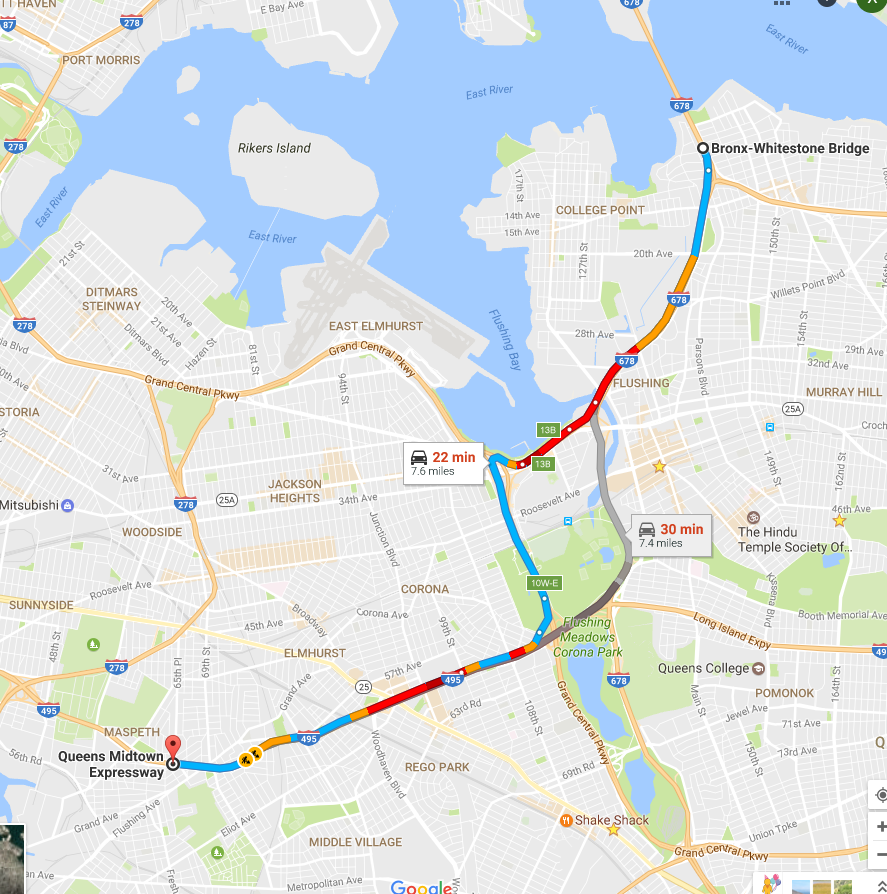 TT HAVEN
E Bay Ave
278
678
87
PORT MORRIS
East River
East River
678
278
Rikers Island
Bronx-Whitestone Bridge
117th St
East River
COLLEGE POINT
14th Ave
15th Ave
150th St
East River
21st St
127th St
20th Ave
166th
Willets Point Blvd
DITMARS
STEINWAY
20th Ave
21st Ave
Ditmars Blvd
Hazen St
81st St
678
EAST ELMHURST
Grand Central Pkwy
Flushing Bay
28th Ave
154th St
278
Parsons Blvd
29th Ave
32nd Ave
678
FLUSHING
94th St
Grand Central Pkwy
MURRAY HILL
25A
STORIA
13B
Croch
22 min
7.6 miles
13B
162nd St
JACKSON
HEIGHTS
Roosevelt Ave
34th Ave
25A
278
Mitsubishi
46th Ave
30 min
7.4 miles
The Hindu
Temple Society Of...
WOODSIDE
Junction Blvd
Roosevelt Ave
CORONA
10W-E
Kissena Blvd
SUNNYSIDE
Broadway
Corona Ave
Booth Memorial Ave
45th Ave
99th St
Flushing
Meadows
Corona Park
Long Island Expy
48th St
ELMHURST
495
65th Pl
69th St
278
57th Ave
Queens College
164th St
Grand Ave
25
495
678
POMONOK
495
63rd Rd
108th St
Grand Central Pkwy
Jewel Ave
71st Ave
MASPETH
495
150th St
73rd Ave
Q
56th Rd
Queens Midtown
Expressway
Woodhaven Blvd
REGO PARK
69th Rd
Grand Ave
Flushing Ave
Eliot Ave
Shake Shack
Union Tpke
MIDDLE VILLAGE
Grand Central Pkwy
Metropolitan Ave
Google